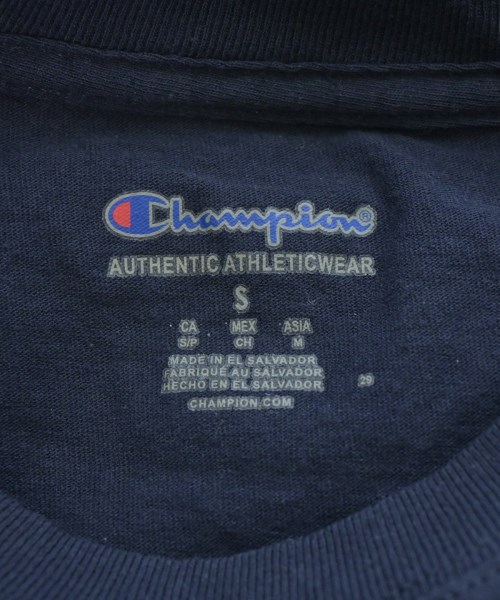 Champion®
AUTHENTIC ATHLETICWEAR
S
CA MEX ASIA
S/P CH M
MADE IN EL SALVADOR
FABRIQUÉ AU SALVADOR
HECHO EN EL SALVADOR
29
CHAMPION.COM